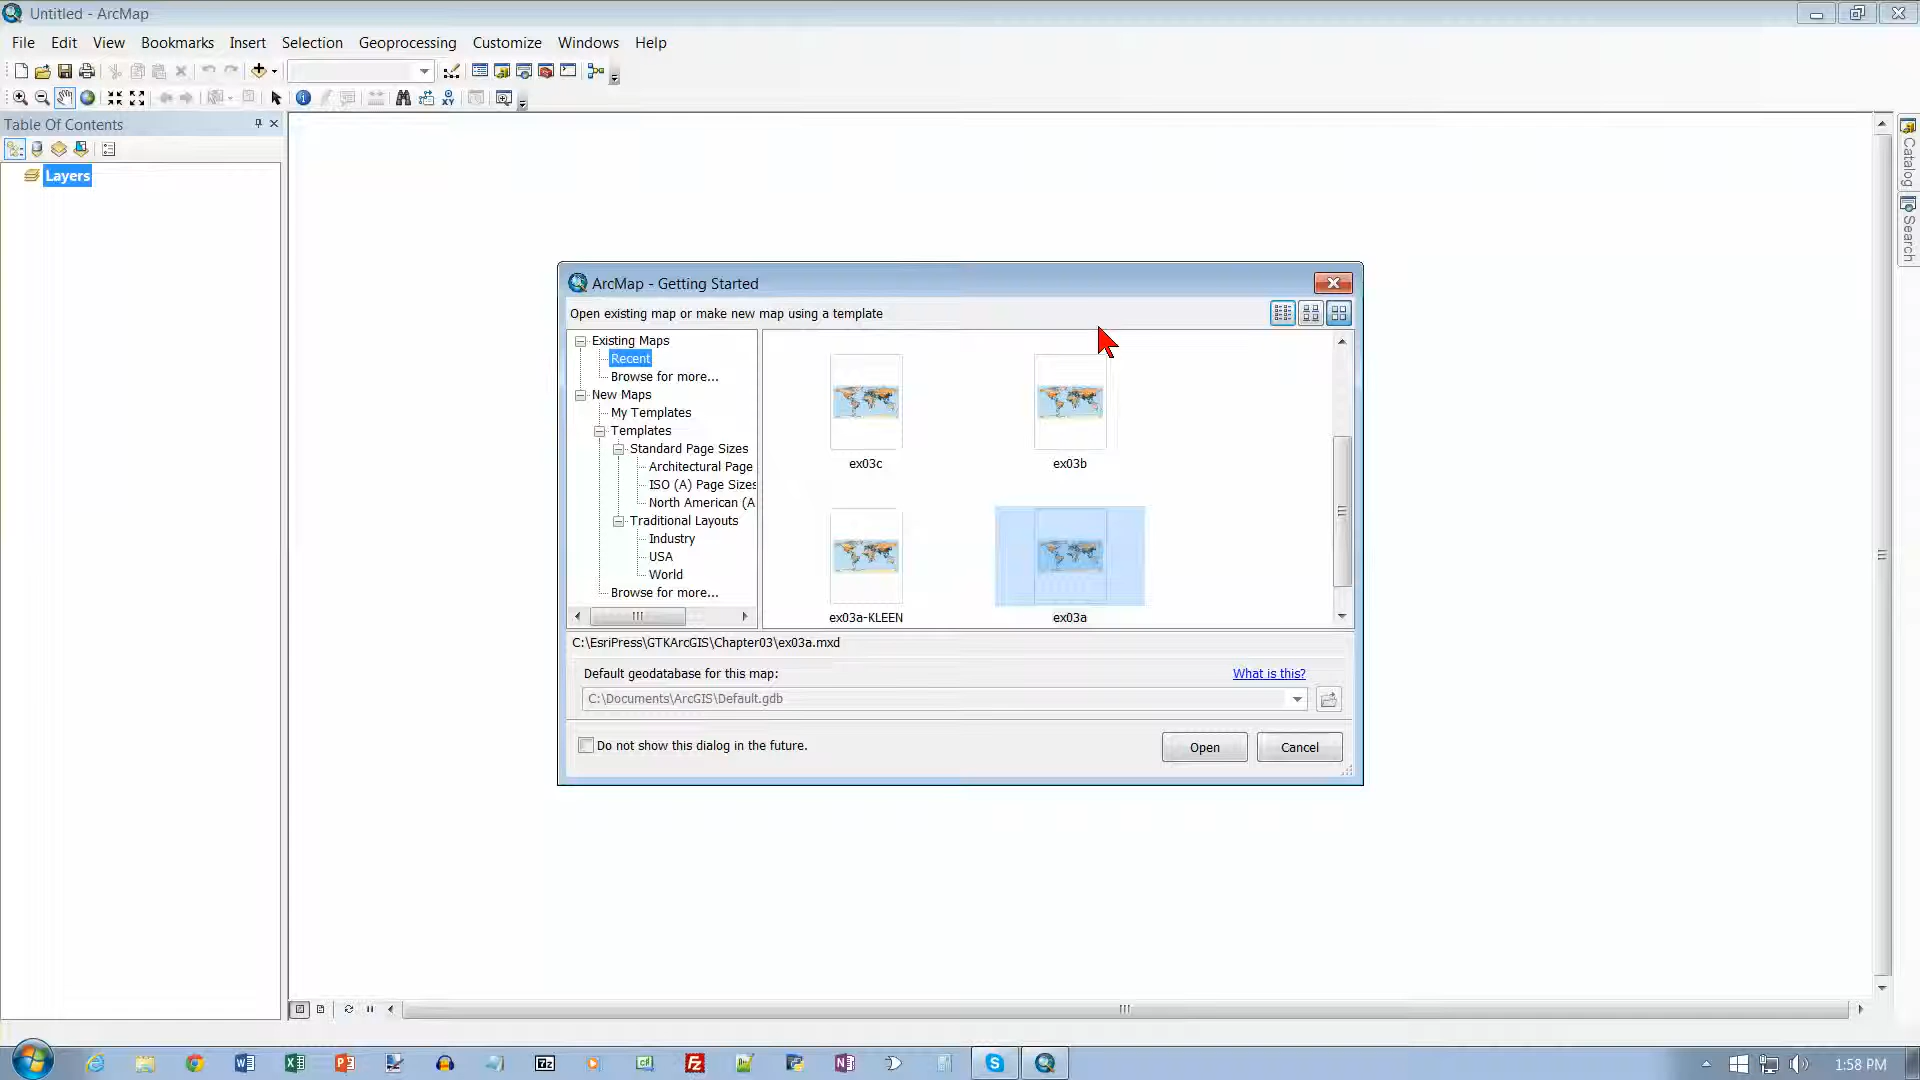 Untitled - ArcMap
File Edit View Bookmarks Insert Selection Geoprocessing Customize Windows Help
Table Of Contents
Layers
Catalog
Search
ArcMap - Getting Started
Open existing map or make new map using a template
Existing Maps
Recent
Browse for more...
New Maps
My Templates
Templates
Standard Page Sizes
Architectural Page
ISO (A) Page Sizes
North American (A
Traditional Layouts
Industry
USA
World
Browse for more...
ex03c ex03b
ex03a-KLEEN ex03a
C:\EsriPress\GTKArcGIS\Chapter03\ex03a.mxd
Default geodatabase for this map: What is this?
C:\Documents\ArcGIS\Default.gdb
Do not show this dialog in the future.
Open Cancel
1:58 PM